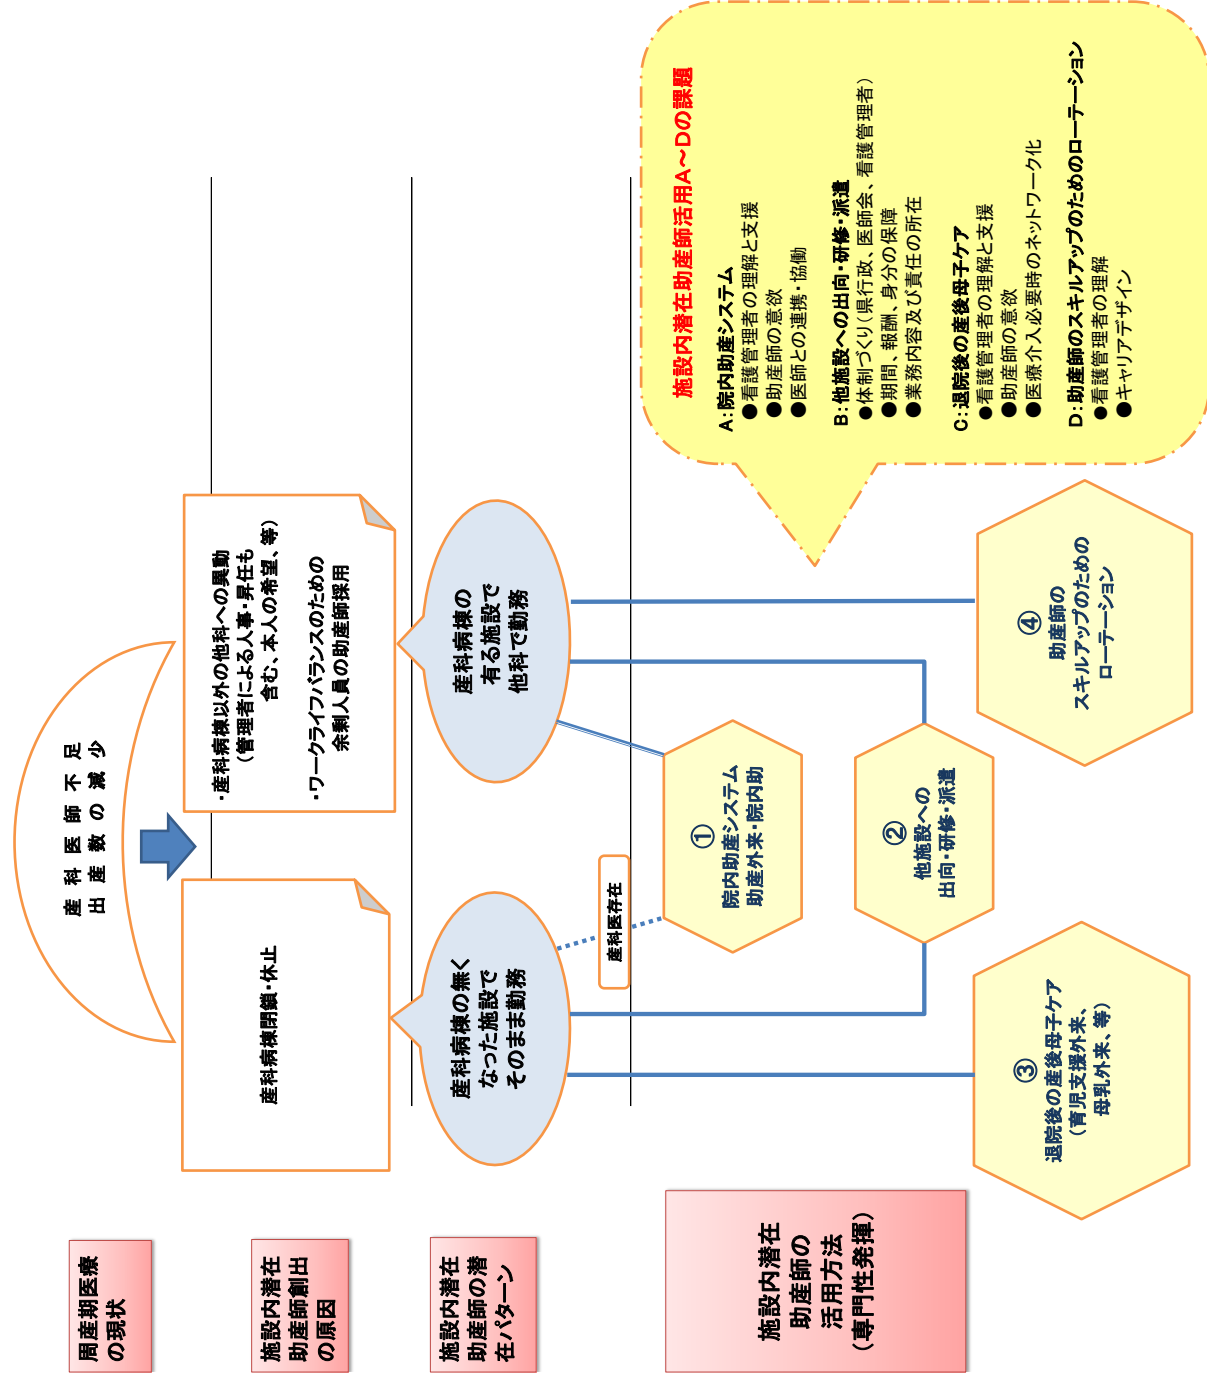 周産期医療
の現状
産科医師不足
出産数の減少
施設内潜在
助産師創出
の原因
産科病棟閉鎖・休止
・産科病棟以外の他科への異動
（管理者による人事・昇任も
含む、本人の希望、等）
・ワークライフバランスのための
余剰人員の助産師採用
施設内潜在
助産師の潜
在パターン
産科病棟の無く
なった施設で
そのまま勤務
産科病棟の
有る施設で
他科で勤務
産科医存在
施設内潜在
助産師の
活用方法
（専門性発揮）
①
院内助産システム
助産外来・院内助
②
他施設への
出向・研修・派遣
③
退院後の産後母子ケア
（育児支援外来、
母乳外来、等）
④
助産師の
スキルアップのための
ローテーション
施設内潜在助産師活用A～Dの課題
A：院内助産システム
●看護管理者の理解と支援
●助産師の意欲
●医師との連携・協働
B：他施設への出向・研修・派遣
●体制づくり（県行政、医師会、看護管理者）
●期間、報酬、身分の保障
●業務内容及び責任の所在
C：退院後の産後母子ケア
●看護管理者の理解と支援
●助産師の意欲
●医療介入必要時のネットワーク化
D：助産師のスキルアップのためのローテーション
●看護管理者の理解
●キャリアデザイン